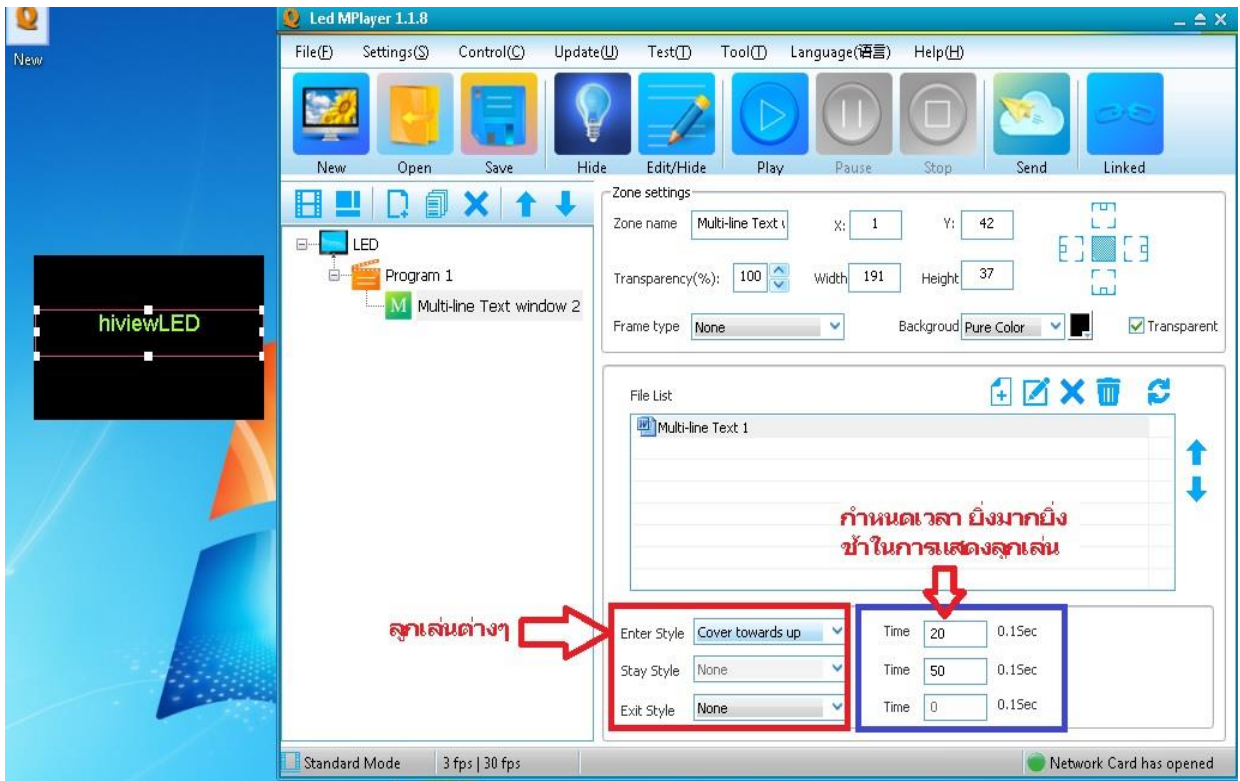 New
Led MPlayer 1.1.8
File(F) Settings(S) Control(C) Update(U) Test(T) Tool(T) Language(语言) Help(H)
New Open Save Hide Edit/Hide Play Pause Stop Send Linked
LED
Program 1
M Multi-line Text window 2
hiviewLED
Zone settings
Zone name Multi-line Text X: 1 Y: 42
Transparency(%): 100 Width 191 Height 37
Frame type None Backgroud Pure Color Transparent
File List
Multi-line Text 1
กำหนดเวลา ยิ่งมากยิ่ง
ช้าในการแสดงลูกเล่น
ลูกเล่นต่างๆ
Enter Style Cover towards up Time 20 0.1Sec
Stay Style None Time 50 0.1Sec
Exit Style None Time 0 0.1Sec
Standard Mode 3 fps | 30 fps Network Card has opened